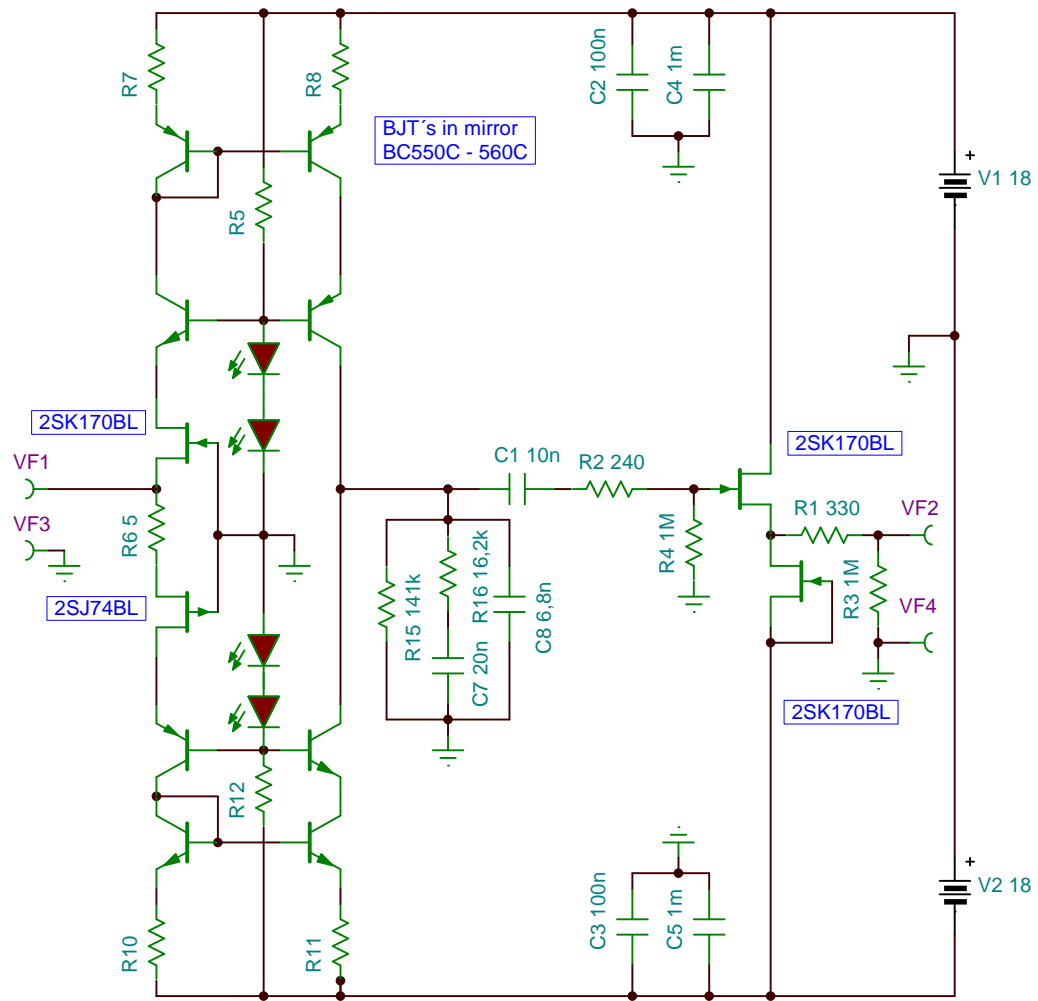 R7
R8
C2 100n
C4 1m
BJT´s in mirror
BC550C - 560C
+
V1 18
R5
2SK170BL
2SK170BL
VF1
C1 10n
R2 240
R1 330
VF2
VF3
R6 5
R4 1M
R3 1M
2SJ74BL
R15 141k
R16 16,2k
C7 20n
C8 6,8n
VF4
2SK170BL
R12
+
V2 18
R10
R11
C3 100n
C5 1m